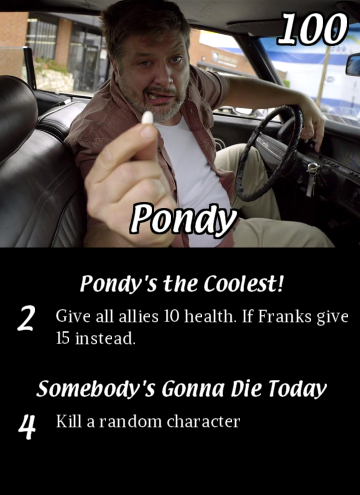 100
Pondy
Pondy's the Coolest!
2
Give all allies 10 health. If Franks give
15 instead.
Somebody's Gonna Die Today
4
Kill a random character